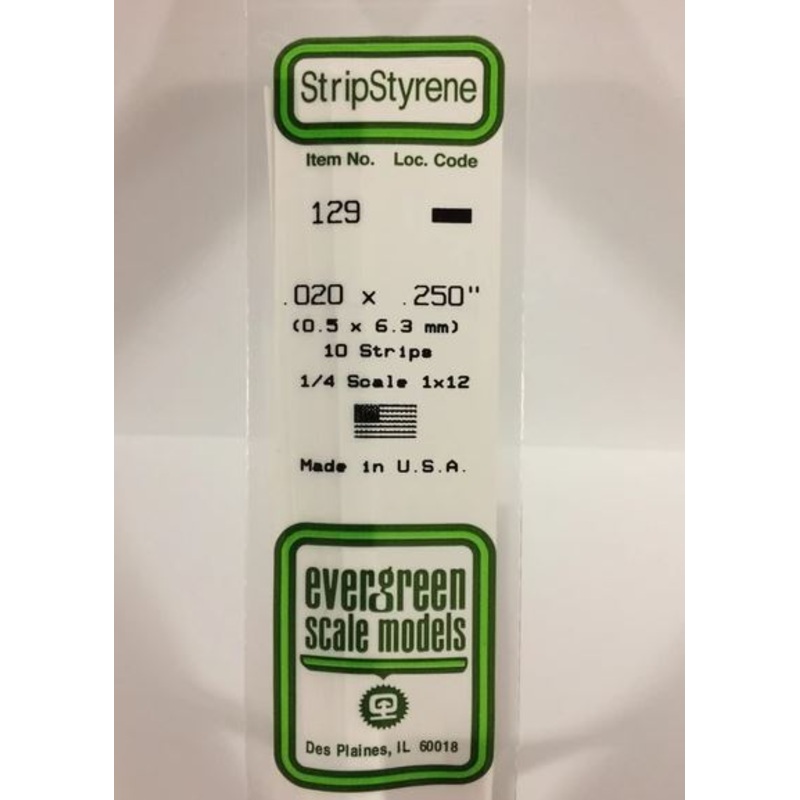 StripStyrene
Item No. Loc. Code
129
.020 x .250"
(0.5 x 6.3 mm)
10 Strips
1/4 Scale 1x12
Made in U.S.A.
evergreen
scale models
Des Plaines, IL 60018